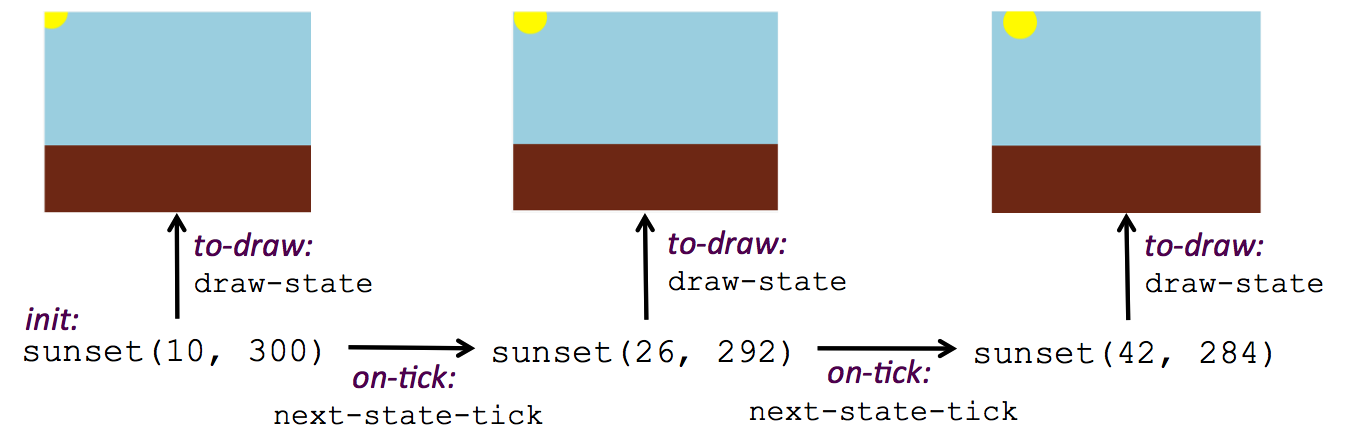 to-draw:
draw-state
to-draw:
draw-state
to-draw:
draw-state
init:
sunset(10, 300)
sunset(26, 292)
sunset(42, 284)
on-tick:
next-state-tick
on-tick:
next-state-tick